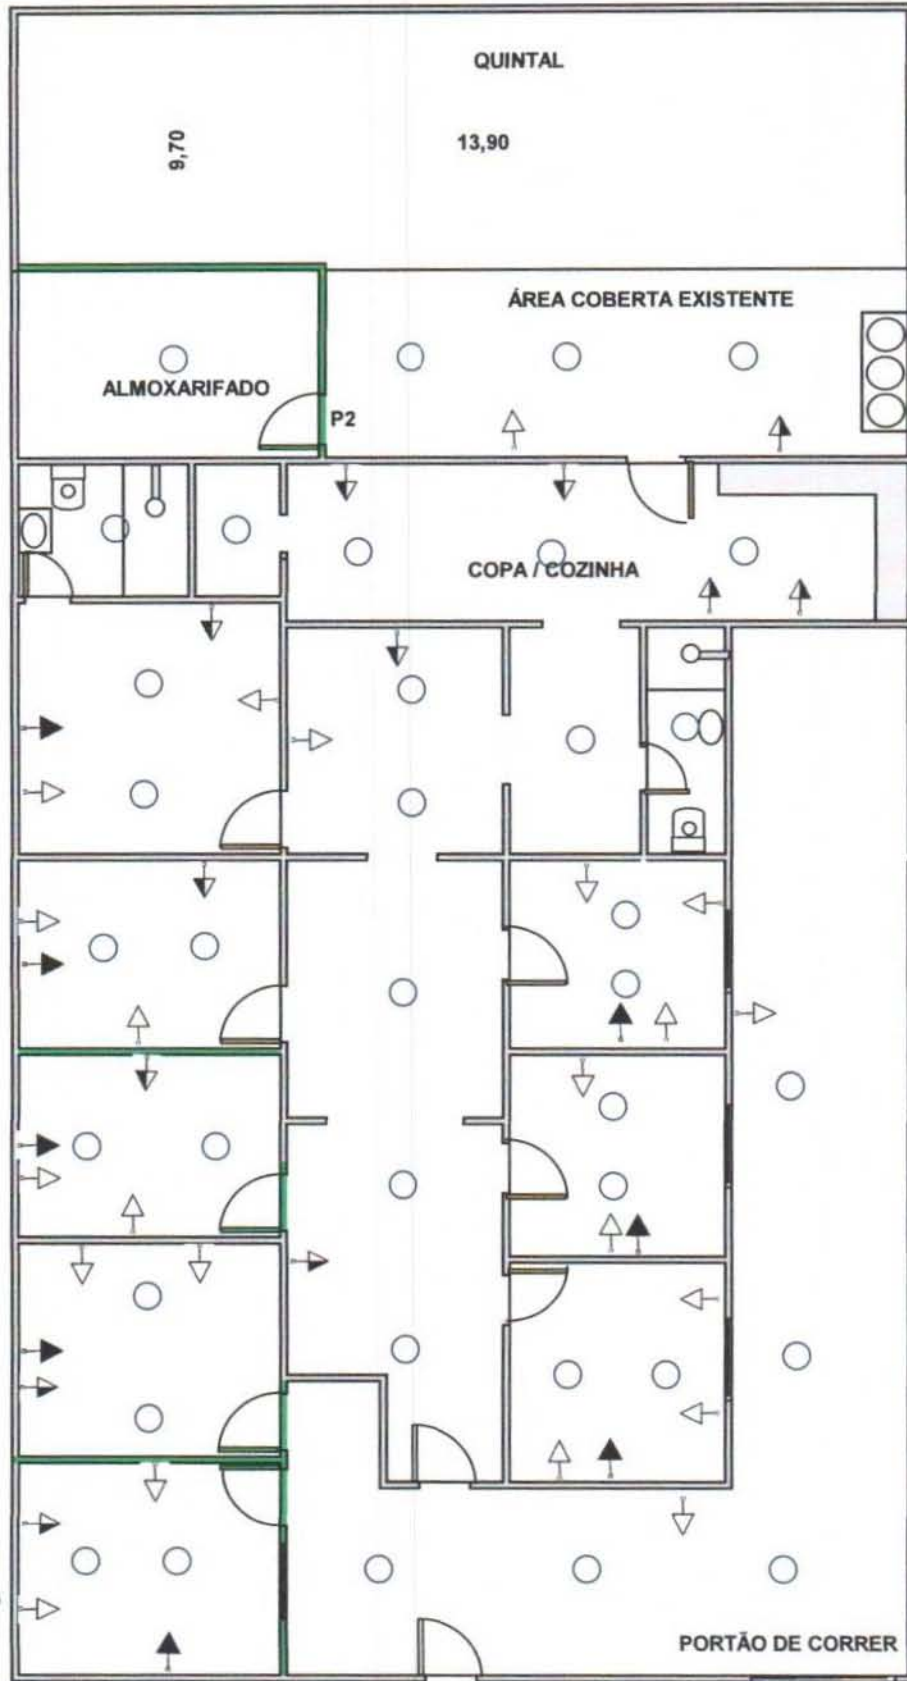 QUINTAL
9,70
13,90
ÁREA COBERTA EXISTENTE
ALMOXARIFADO
P2
COPA / COZINHA
PORTÃO DE CORRER